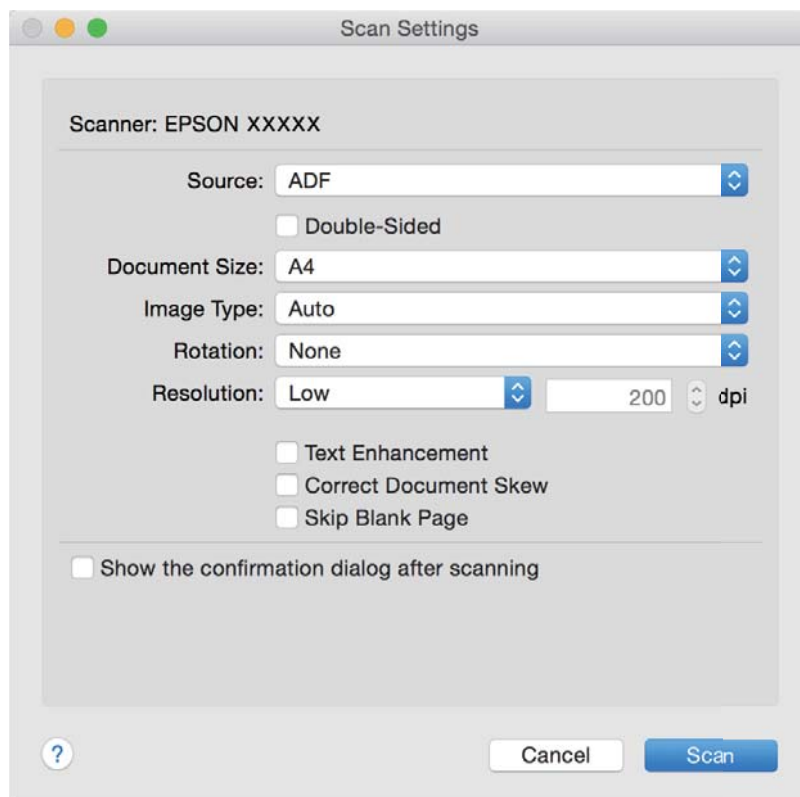 Scan Settings
Scanner: EPSON XXXXX
Source: ADF
Double-Sided
Document Size: A4
Image Type: Auto
Rotation: None
Resolution: Low 200 dpi
Text Enhancement
Correct Document Skew
Skip Blank Page
Show the confirmation dialog after scanning
? Cancel Scan